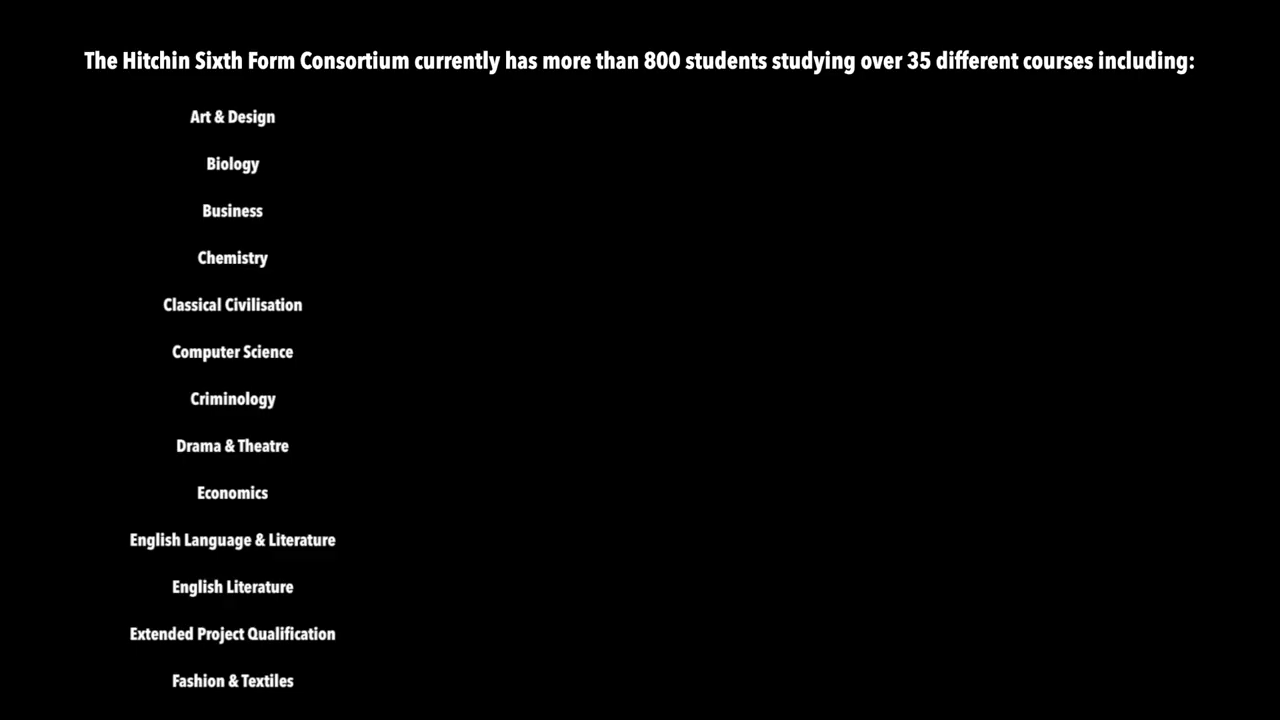 The Hitchin Sixth Form Consortium currently has more than 800 students studying over 35 different courses including:
Art & Design
Biology
Business
Chemistry
Classical Civilisation
Computer Science
Criminology
Drama & Theatre
Economics
English Language & Literature
English Literature
Extended Project Qualification
Fashion & Textiles